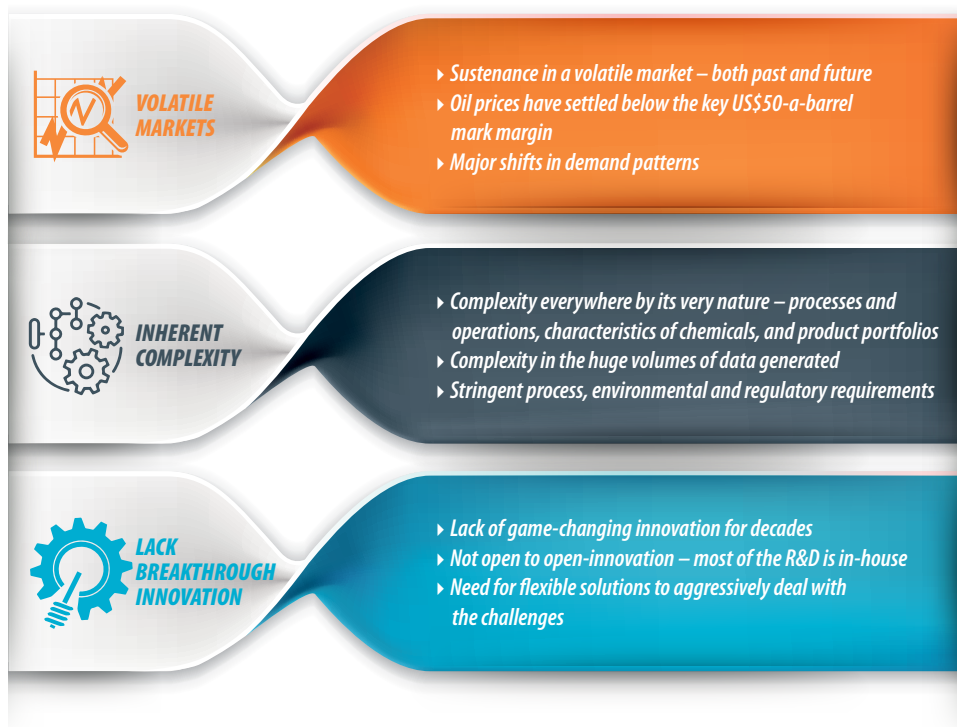 VOLATILE
MARKETS
‣ Sustenance in a volatile market – both past and future
‣ Oil prices have settled below the key US$50-a-barrel
mark margin
‣ Major shifts in demand patterns
INHERENT
COMPLEXITY
‣ Complexity everywhere by its very nature – processes and
operations, characteristics of chemicals, and product portfolios
‣ Complexity in the huge volumes of data generated
‣ Stringent process, environmental and regulatory requirements
LACK
BREAKTHROUGH
INNOVATION
‣ Lack of game-changing innovation for decades
‣ Not open to open-innovation – most of the R&D is in-house
‣ Need for flexible solutions to aggressively deal with
the challenges